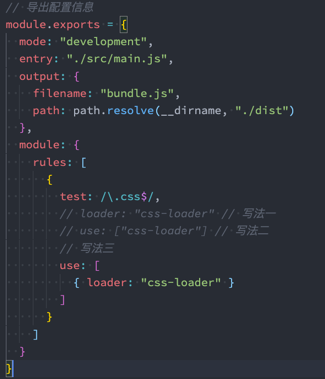 // 导出配置信息
module.exports = {
  mode: "development",
  entry: "./src/main.js",
  output: {
    filename: "bundle.js",
    path: path.resolve(__dirname, "./dist")
  },
  module: {
    rules: [
      {
        test: /\.css$/,
        // loader: "css-loader" // 写法一
        // use: ["css-loader"] // 写法二
        // 写法三
        use: [
          { loader: "css-loader" }
        ]
      }
    ]
  }
}